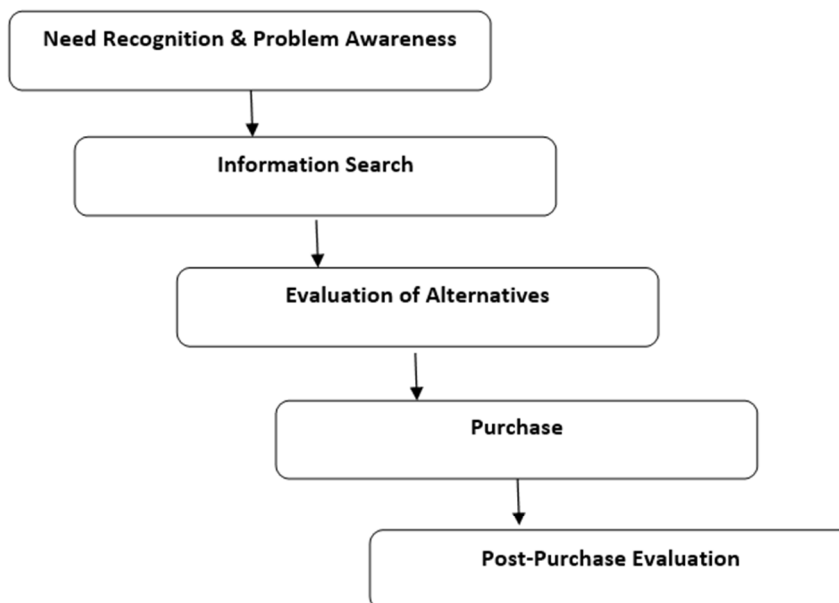 Need Recognition & Problem Awareness
Information Search
Evaluation of Alternatives
Purchase
Post-Purchase Evaluation